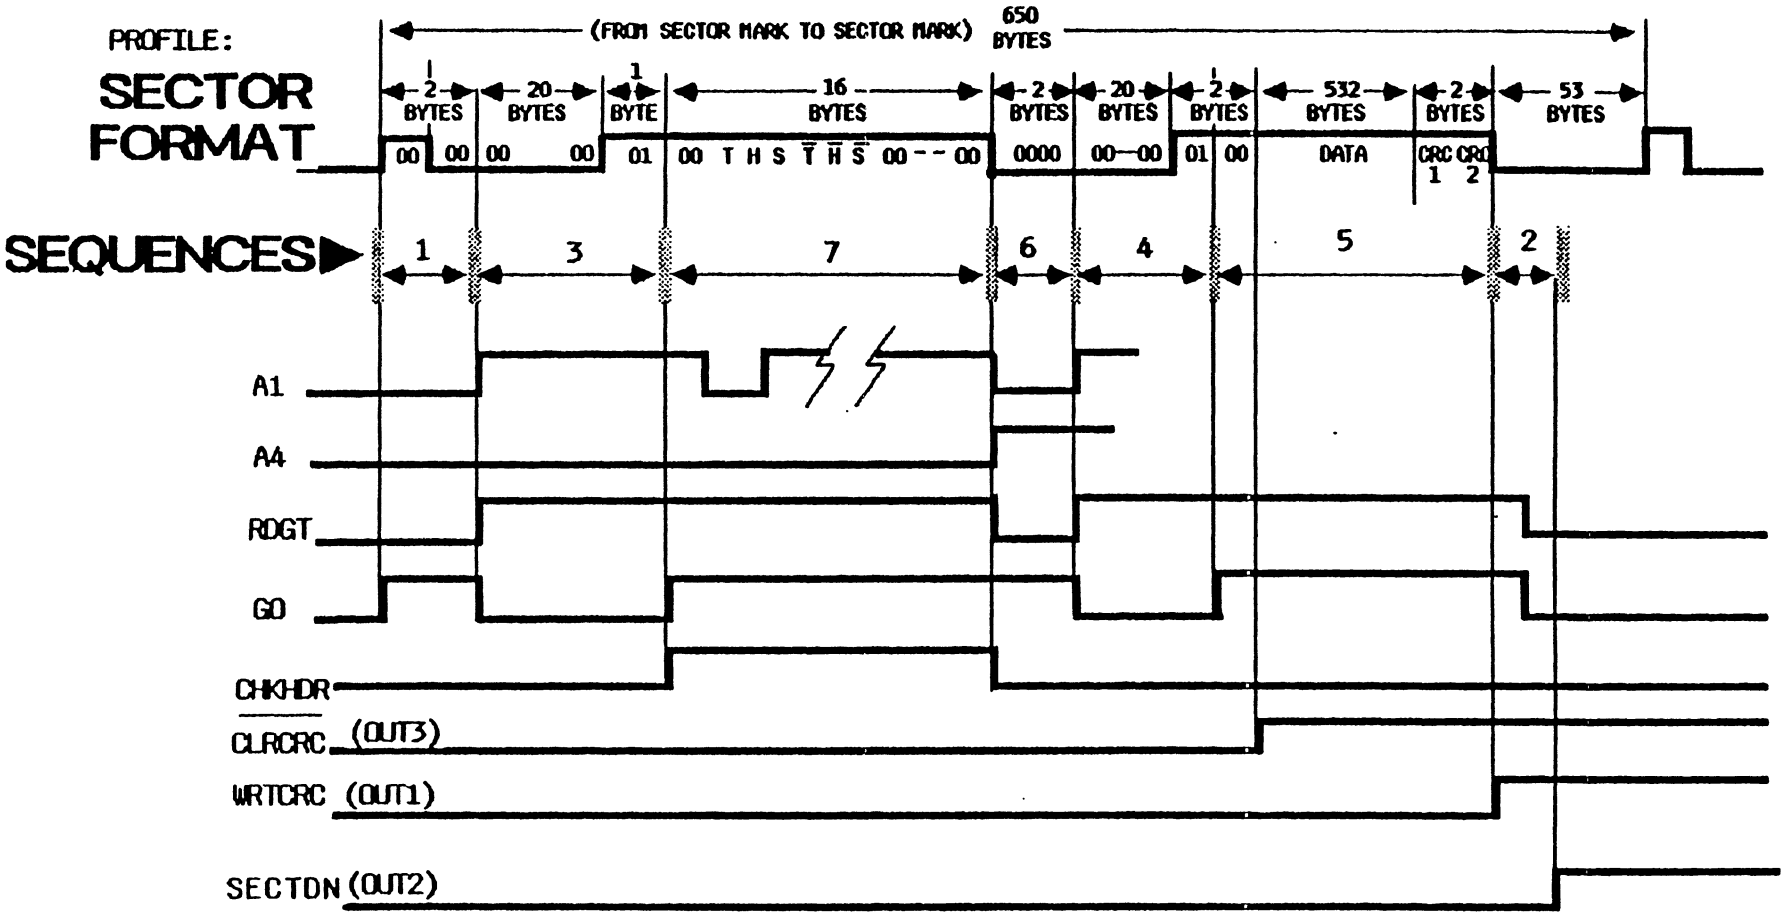 PROFILE:
SECTOR
FORMAT
(FROM SECTOR MARK TO SECTOR MARK)
650
BYTES
2
BYTES
20
BYTES
1
BYTE
16
BYTES
2
BYTES
20
BYTES
2
BYTES
532
BYTES
2
BYTES
53
BYTES
00 00 00 00 01 00 T H S T̅ H̅ S̅ 00--00 0000 00—00 01 00 DATA CRC CRC
1 2
SEQUENCES
1 3 7 6 4 5 2
A1
A4
RDGT
GO
CHKHDR
C̅L̅R̅C̅R̅C̅ (OUT3)
WRTCRC (OUT1)
SECTDN (OUT2)